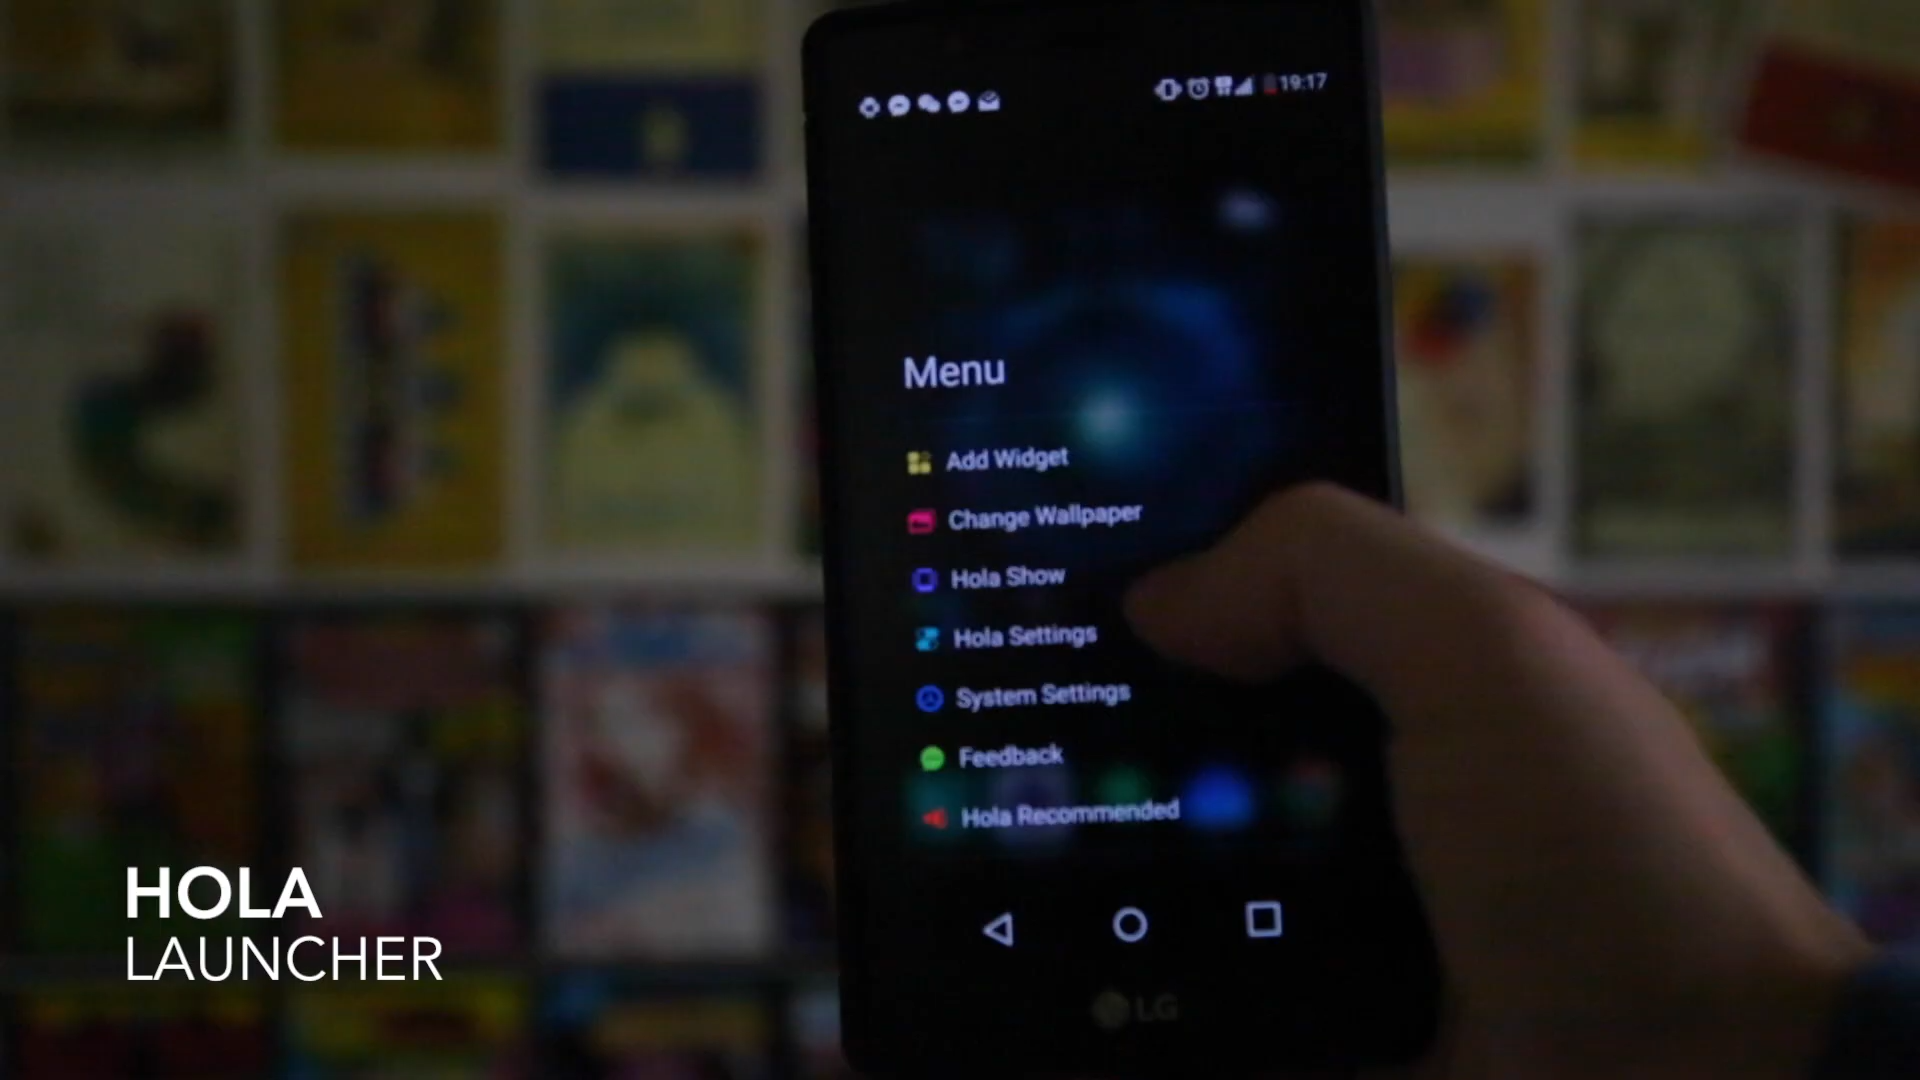 19:17
Menu
Add Widget
Change Wallpaper
Hola Show
Hola Settings
System Settings
Feedback
Hola Recommended
LG
HOLA
LAUNCHER